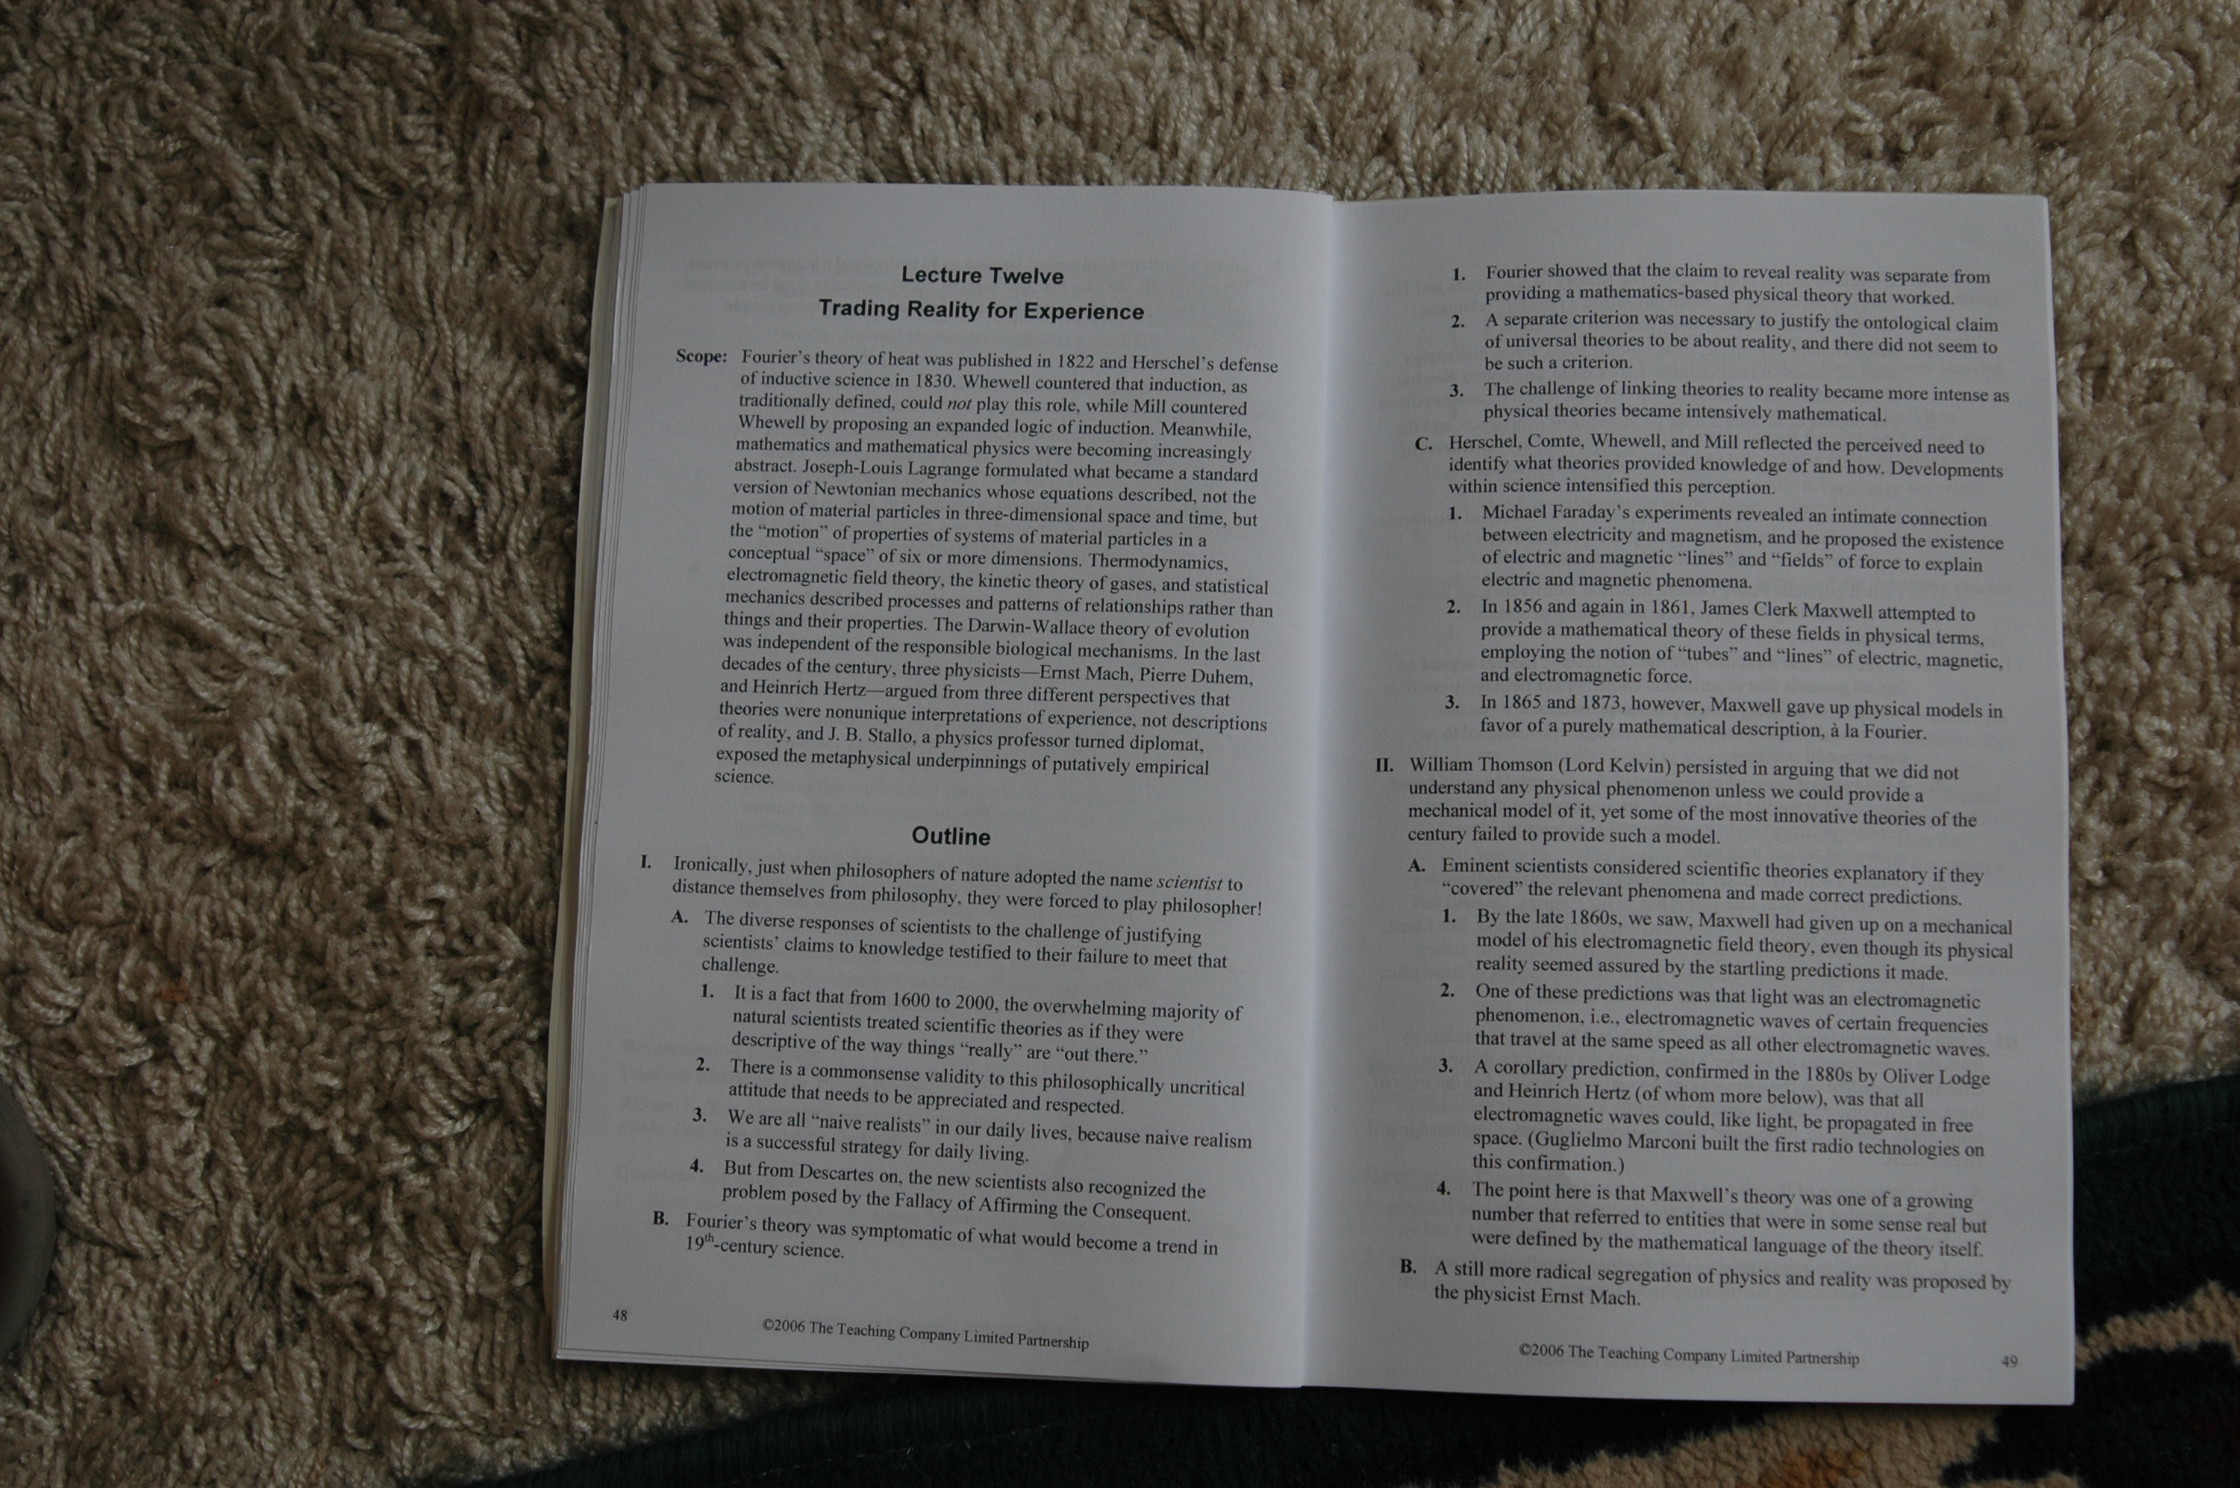 Lecture Twelve
Trading Reality for Experience
Scope: Fourier's theory of heat was published in 1822 and Herschel's defense
of inductive science in 1830. Whewell countered that induction, as
traditionally defined, could not play this role, while Mill countered
Whewell by proposing an expanded logic of induction. Meanwhile,
mathematics and mathematical physics were becoming increasingly
abstract. Joseph-Louis Lagrange formulated what became a standard
version of Newtonian mechanics whose equations described, not the
motion of material particles in three-dimensional space and time, but
the "motion" of properties of systems of material particles in a
conceptual "space" of six or more dimensions. Thermodynamics,
electromagnetic field theory, the kinetic theory of gases, and statistical
mechanics described processes and patterns of relationships rather than
things and their properties. The Darwin-Wallace theory of evolution
was independent of the responsible biological mechanisms. In the last
decades of the century, three physicists—Ernst Mach, Pierre Duhem,
and Heinrich Hertz—argued from three different perspectives that
theories were nonunique interpretations of experience, not descriptions
of reality, and J. B. Stallo, a physics professor turned diplomat,
exposed the metaphysical underpinnings of putatively empirical
science.
Outline
I. Ironically, just when philosophers of nature adopted the name scientist to
distance themselves from philosophy, they were forced to play philosopher!
A. The diverse responses of scientists to the challenge of justifying
scientists' claims to knowledge testified to their failure to meet that
challenge.
1. It is a fact that from 1600 to 2000, the overwhelming majority of
natural scientists treated scientific theories as if they were
descriptive of the way things "really" are "out there."
2. There is a commonsense validity to this philosophically uncritical
attitude that needs to be appreciated and respected.
3. We are all "naive realists" in our daily lives, because naive realism
is a successful strategy for daily living.
4. But from Descartes on, the new scientists also recognized the
problem posed by the Fallacy of Affirming the Consequent.
B. Fourier's theory was symptomatic of what would become a trend in
19th-century science.
48
©2006 The Teaching Company Limited Partnership
1. Fourier showed that the claim to reveal reality was separate from
providing a mathematics-based physical theory that worked.
2. A separate criterion was necessary to justify the ontological claim
of universal theories to be about reality, and there did not seem to
be such a criterion.
3. The challenge of linking theories to reality became more intense as
physical theories became intensively mathematical.
C. Herschel, Comte, Whewell, and Mill reflected the perceived need to
identify what theories provided knowledge of and how. Developments
within science intensified this perception.
1. Michael Faraday's experiments revealed an intimate connection
between electricity and magnetism, and he proposed the existence
of electric and magnetic "lines" and "fields" of force to explain
electric and magnetic phenomena.
2. In 1856 and again in 1861, James Clerk Maxwell attempted to
provide a mathematical theory of these fields in physical terms,
employing the notion of "tubes" and "lines" of electric, magnetic,
and electromagnetic force.
3. In 1865 and 1873, however, Maxwell gave up physical models in
favor of a purely mathematical description, à la Fourier.
II. William Thomson (Lord Kelvin) persisted in arguing that we did not
understand any physical phenomenon unless we could provide a
mechanical model of it, yet some of the most innovative theories of the
century failed to provide such a model.
A. Eminent scientists considered scientific theories explanatory if they
"covered" the relevant phenomena and made correct predictions.
1. By the late 1860s, we saw, Maxwell had given up on a mechanical
model of his electromagnetic field theory, even though its physical
reality seemed assured by the startling predictions it made.
2. One of these predictions was that light was an electromagnetic
phenomenon, i.e., electromagnetic waves of certain frequencies
that travel at the same speed as all other electromagnetic waves.
3. A corollary prediction, confirmed in the 1880s by Oliver Lodge
and Heinrich Hertz (of whom more below), was that all
electromagnetic waves could, like light, be propagated in free
space. (Guglielmo Marconi built the first radio technologies on
this confirmation.)
4. The point here is that Maxwell's theory was one of a growing
number that referred to entities that were in some sense real but
were defined by the mathematical language of the theory itself.
B. A still more radical segregation of physics and reality was proposed by
the physicist Ernst Mach.
©2006 The Teaching Company Limited Partnership
49